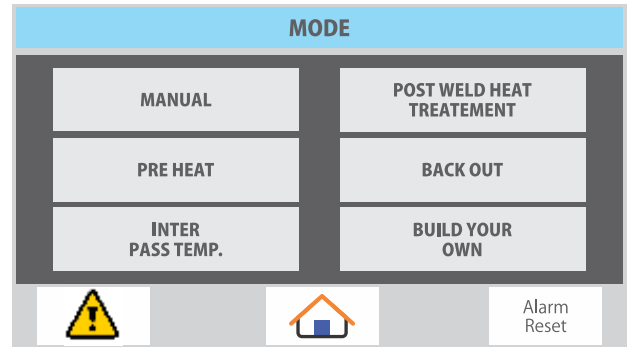 MODE
MANUAL
POST WELD HEAT
TREATEMENT
PRE HEAT
BACK OUT
INTER
PASS TEMP.
BUILD YOUR
OWN
!
Alarm
Reset